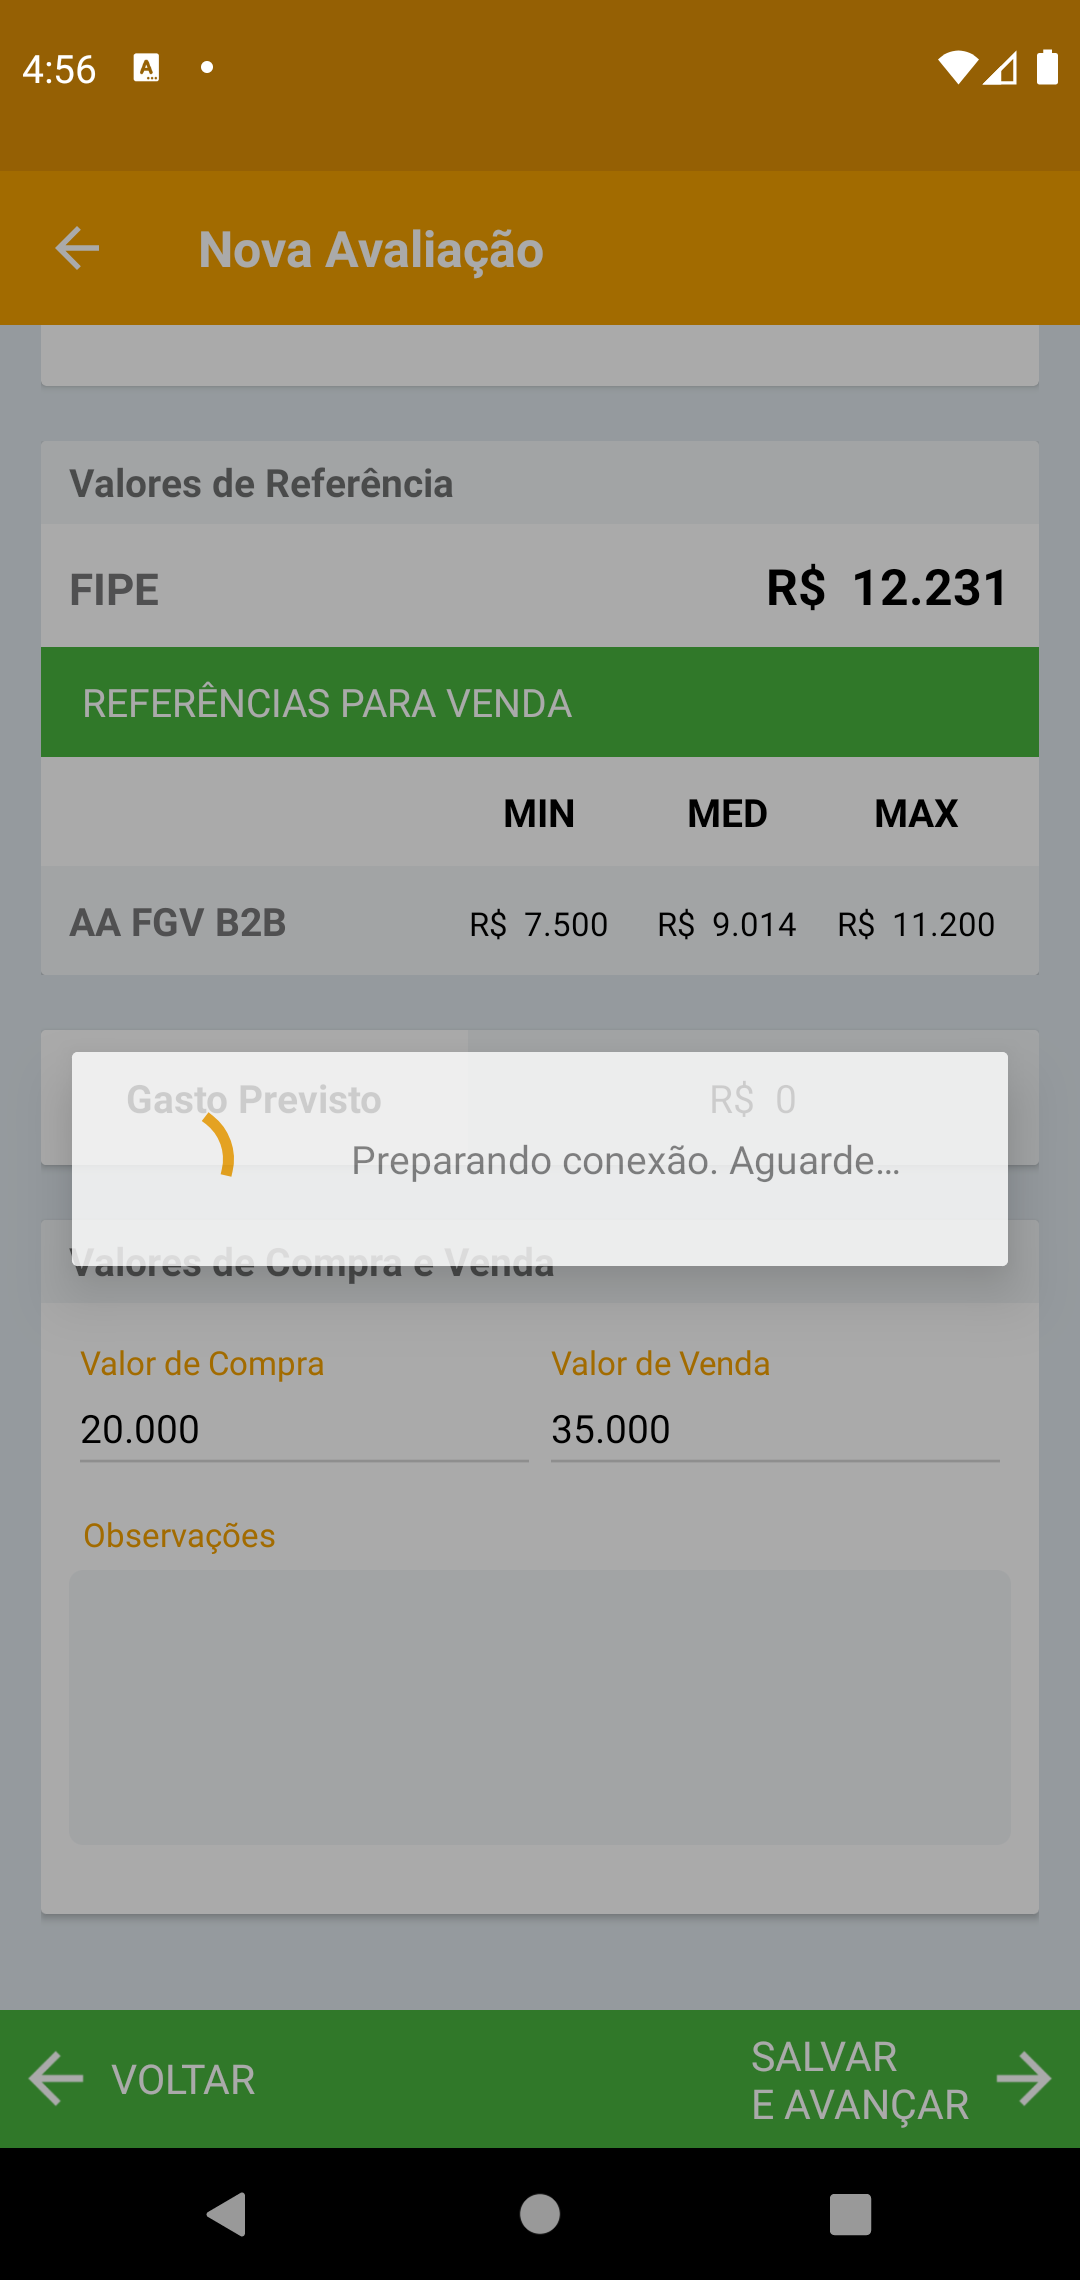 4:56
Nova Avaliação
Valores de Referência
FIPE R$ 12.231
REFERÊNCIAS PARA VENDA
MIN MED MAX
AA FGV B2B R$ 7.500 R$ 9.014 R$ 11.200
Gasto Previsto R$ 0
Preparando conexão. Aguarde...
Valores de Compra e Venda
Valor de Compra Valor de Venda
20.000 35.000
Observações
VOLTAR
SALVAR
E AVANÇAR